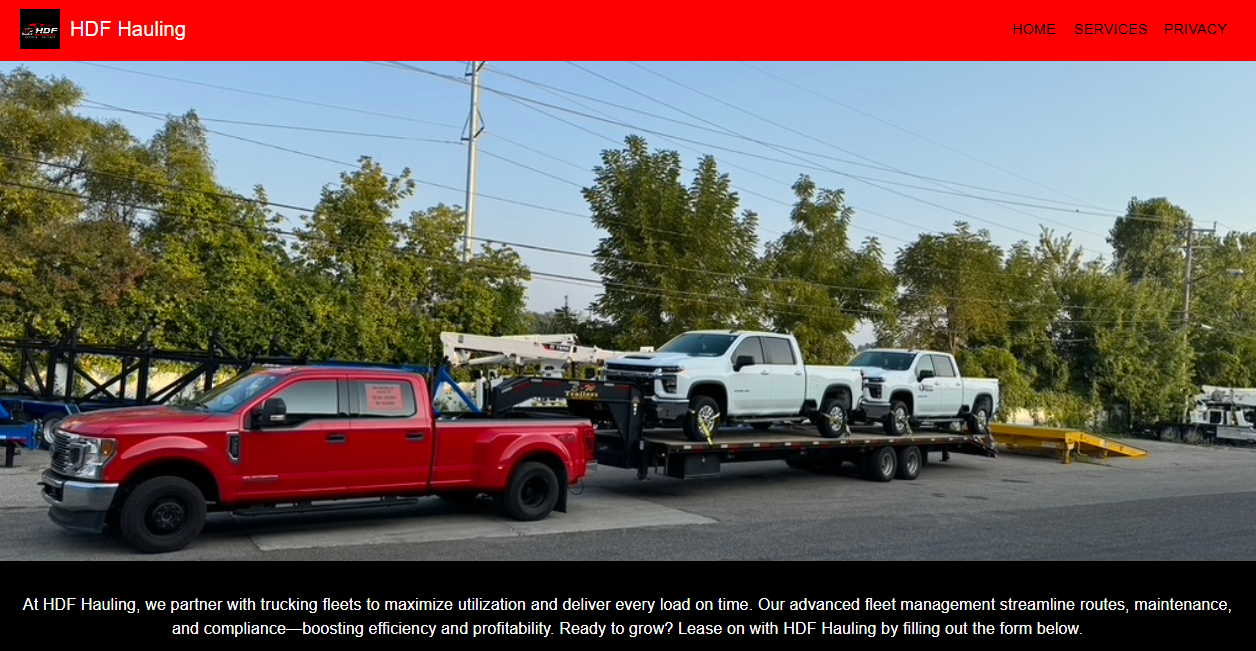 HDF
HDF Hauling
HOME SERVICES PRIVACY
Trailers
At HDF Hauling, we partner with trucking fleets to maximize utilization and deliver every load on time. Our advanced fleet management streamline routes, maintenance,
and compliance—boosting efficiency and profitability. Ready to grow? Lease on with HDF Hauling by filling out the form below.